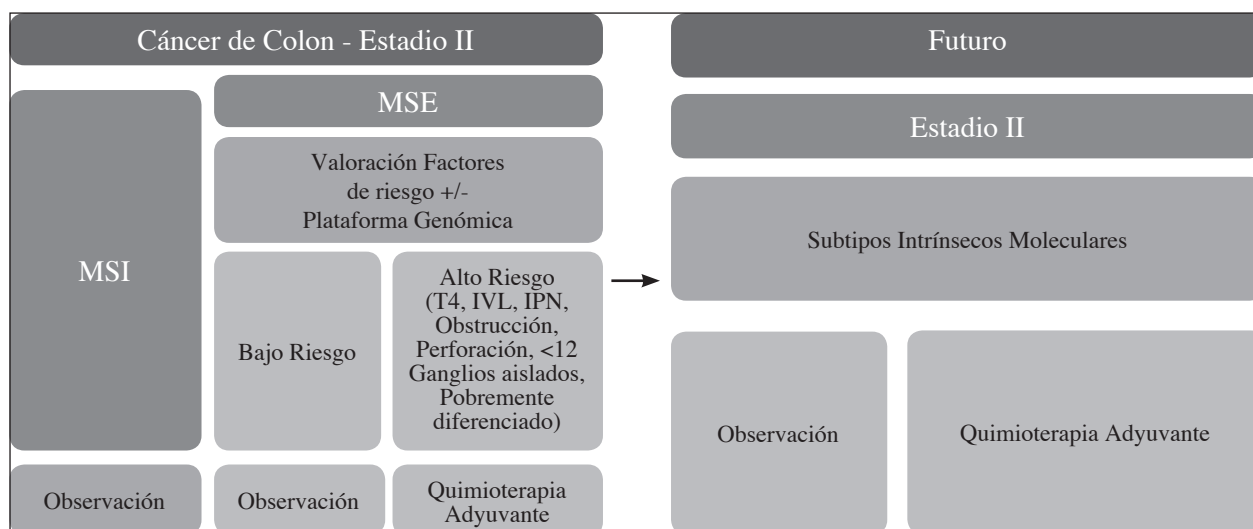 Cáncer de Colon - Estadio II
MSI
MSE
Valoración Factores
de riesgo +/-
Plataforma Genómica
Bajo Riesgo
Alto Riesgo
(T4, IVL, IPN,
Obstrucción,
Perforación, <12
Ganglios aislados,
Pobremente
diferenciado)
Observación
Observación
Quimioterapia
Adyuvante
Futuro
Estadio II
Subtipos Intrínsecos Moleculares
Observación
Quimioterapia Adyuvante